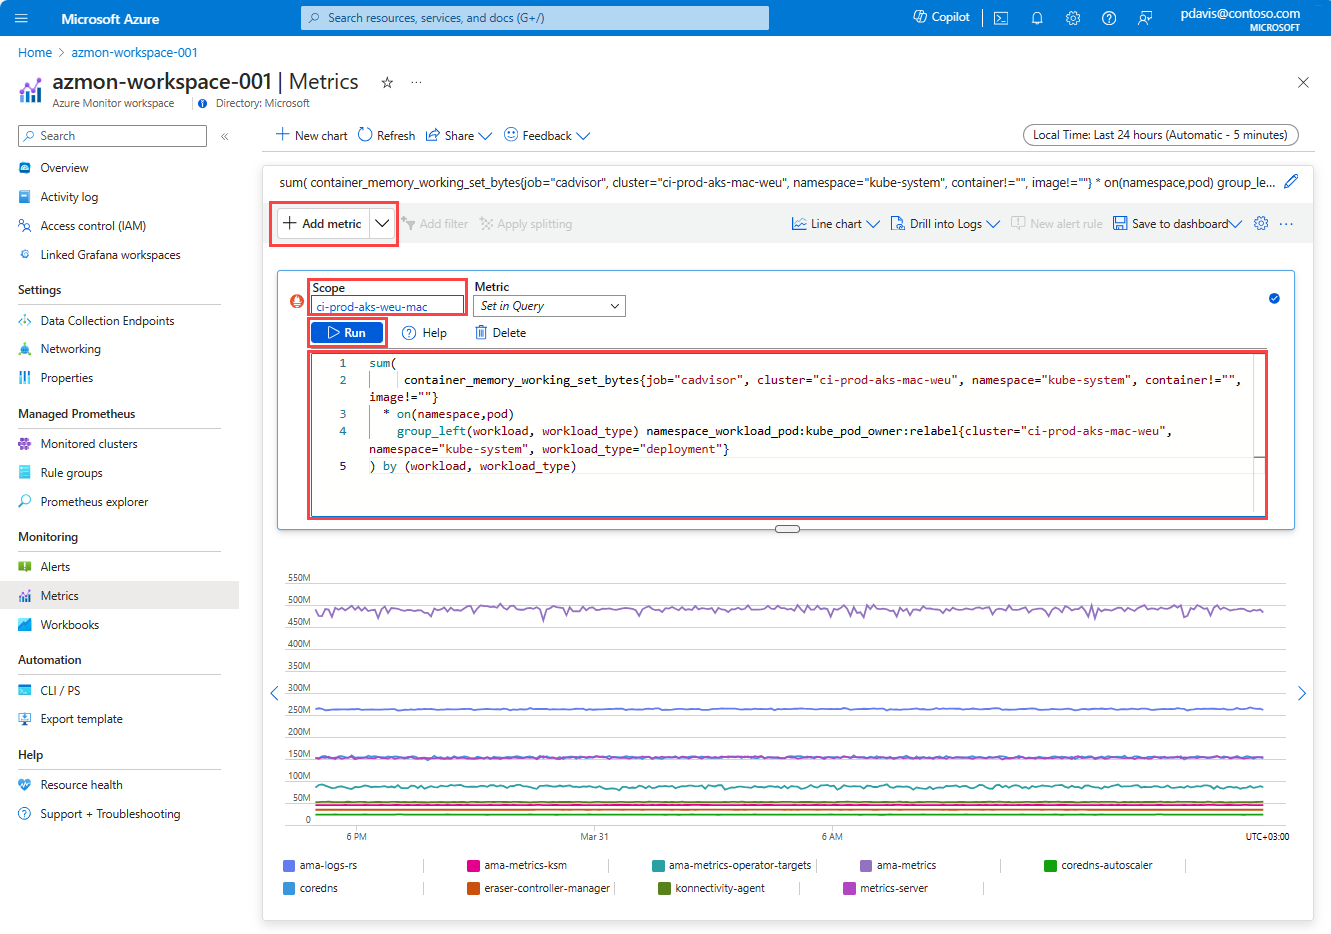 Microsoft Azure
Search resources, services, and docs (G+/)
Copilot
pdavis@contoso.com
MICROSOFT
Home > azmon-workspace-001
azmon-workspace-001 | Metrics
Azure Monitor workspace
Directory: Microsoft
Search
Overview
Activity log
Access control (IAM)
Linked Grafana workspaces
Settings
Data Collection Endpoints
Networking
Properties
Managed Prometheus
Monitored clusters
Rule groups
Prometheus explorer
Monitoring
Alerts
Metrics
Workbooks
Automation
CLI / PS
Export template
Help
Resource health
Support + Troubleshooting
New chart
Refresh
Share
Feedback
Local Time: Last 24 hours (Automatic - 5 minutes)
sum( container_memory_working_set_bytes{job="cadvisor", cluster="ci-prod-aks-mac-weu", namespace="kube-system", container!="", image!=""} * on(namespace,pod) group_le...
Add metric
Add filter
Apply splitting
Line chart
Drill into Logs
New alert rule
Save to dashboard
...
Scope
ci-prod-aks-weu-mac
Metric
Set in Query
Run
Help
Delete
1 sum(
2 container_memory_working_set_bytes{job="cadvisor", cluster="ci-prod-aks-mac-weu", namespace="kube-system", container!="",
image!=""}
3 * on(namespace,pod)
4 group_left(workload, workload_type) namespace_workload_pod:kube_pod_owner:relabel{cluster="ci-prod-aks-mac-weu",
namespace="kube-system", workload_type="deployment"}
5 ) by (workload, workload_type)
550M
500M
450M
400M
350M
300M
250M
200M
150M
100M
50M
0
6 PM
Mar 31
6 AM
UTC+03:00
ama-logs-rs
ama-metrics-ksm
ama-metrics-operator-targets
ama-metrics
coredns-autoscaler
coredns
eraser-controller-manager
konnectivity-agent
metrics-server